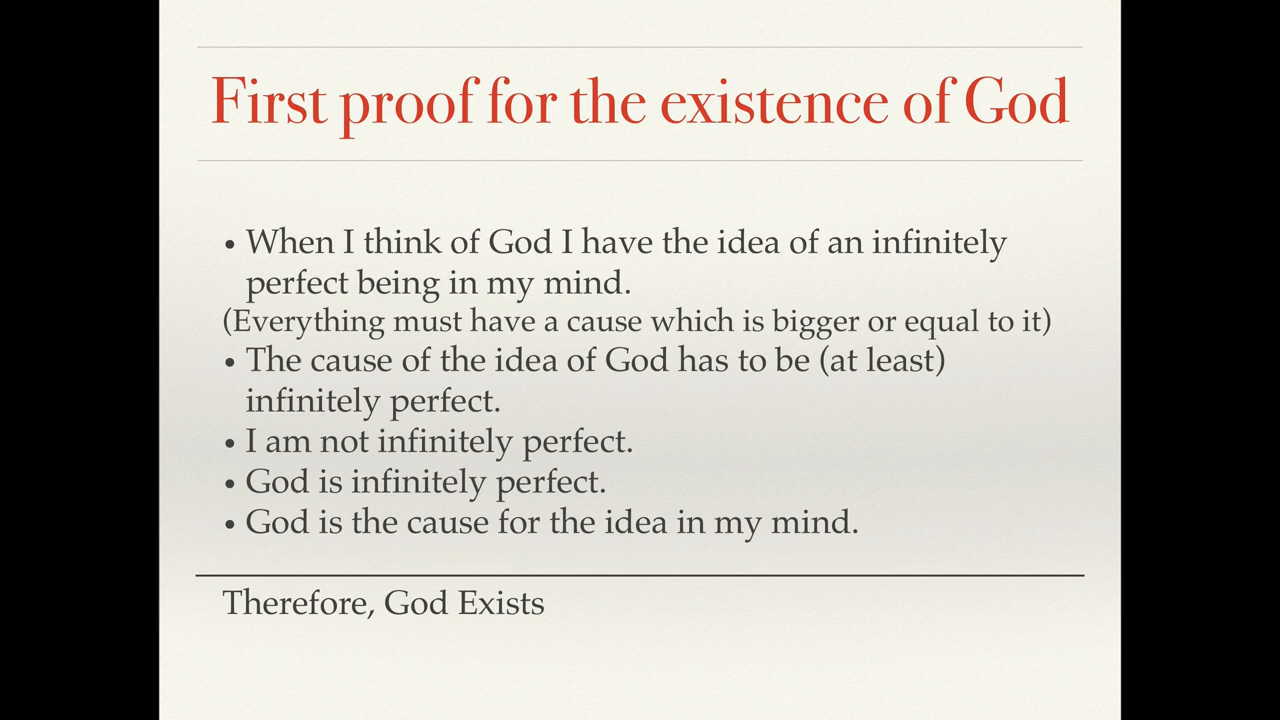 First proof for the existence of God
• When I think of God I have the idea of an infinitely
perfect being in my mind.
(Everything must have a cause which is bigger or equal to it)
• The cause of the idea of God has to be (at least)
infinitely perfect.
• I am not infinitely perfect.
• God is infinitely perfect.
• God is the cause for the idea in my mind.
Therefore, God Exists